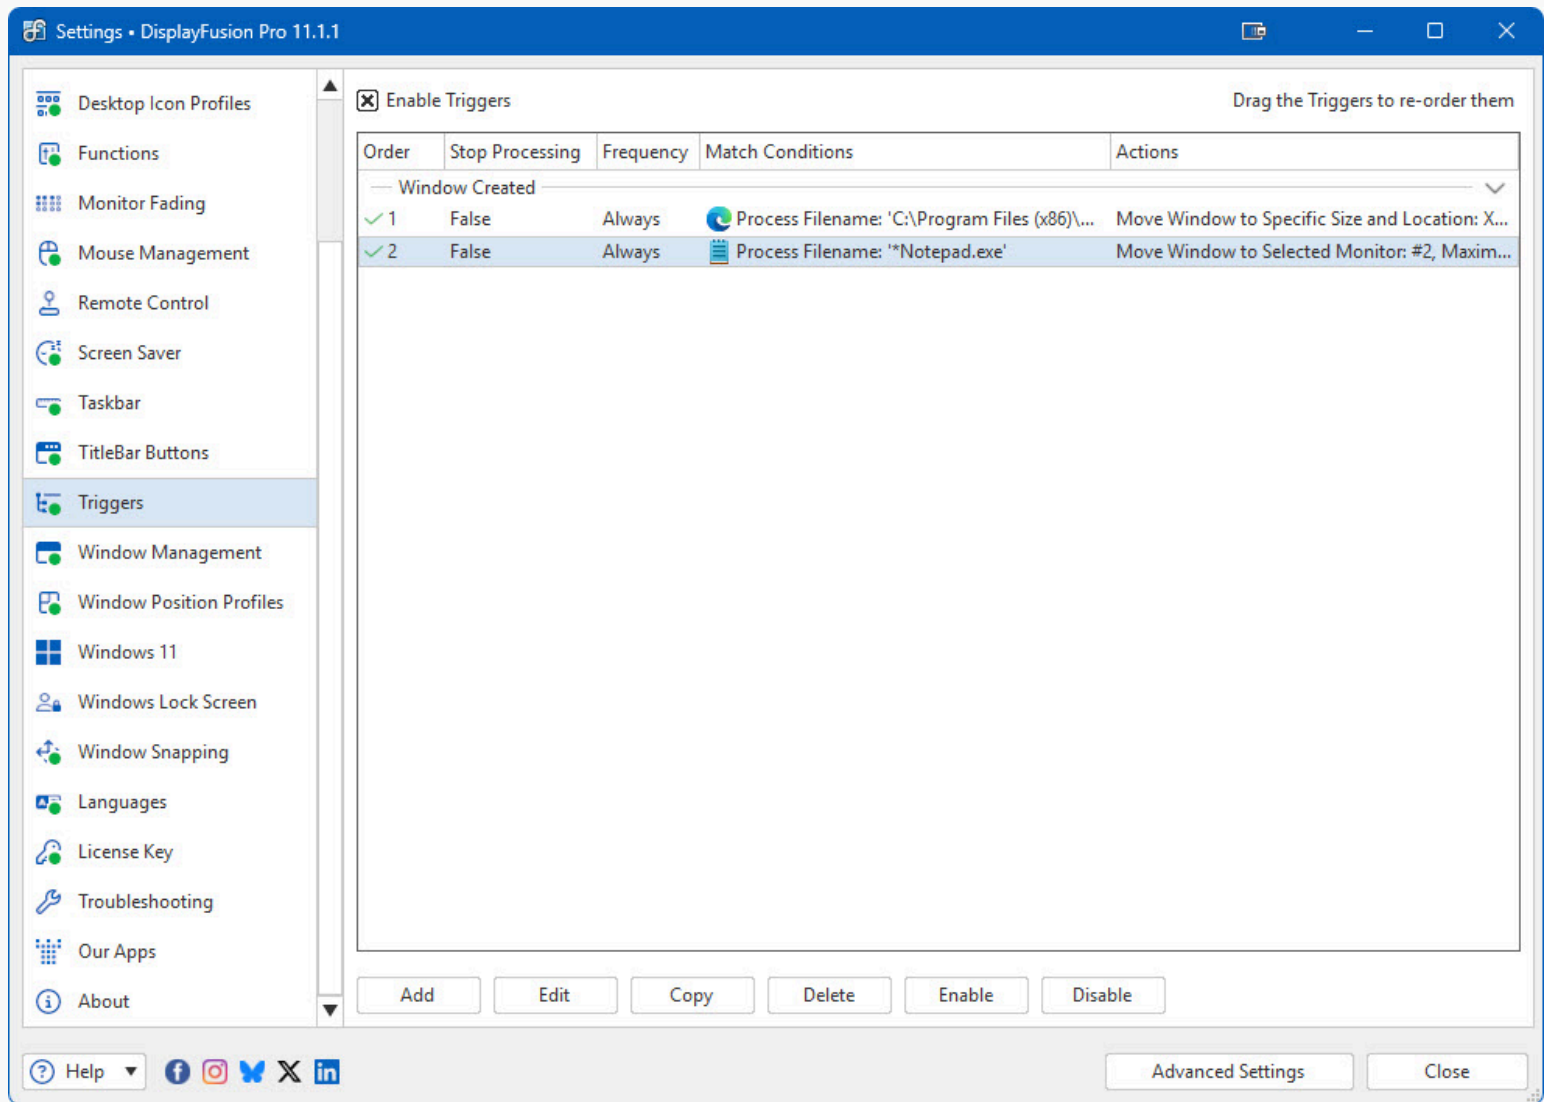 Settings • DisplayFusion Pro 11.1.1
Desktop Icon Profiles
Functions
Monitor Fading
Mouse Management
Remote Control
Screen Saver
Taskbar
TitleBar Buttons
Triggers
Window Management
Window Position Profiles
Windows 11
Windows Lock Screen
Window Snapping
Languages
License Key
Troubleshooting
Our Apps
About
Enable Triggers
Drag the Triggers to re-order them
Order Stop Processing Frequency Match Conditions Actions
Window Created
1 False Always Process Filename: 'C:\Program Files (x86)\... Move Window to Specific Size and Location: X...
2 False Always Process Filename: '*Notepad.exe' Move Window to Selected Monitor: #2, Maxim...
Add Edit Copy Delete Enable Disable
Help
Advanced Settings Close